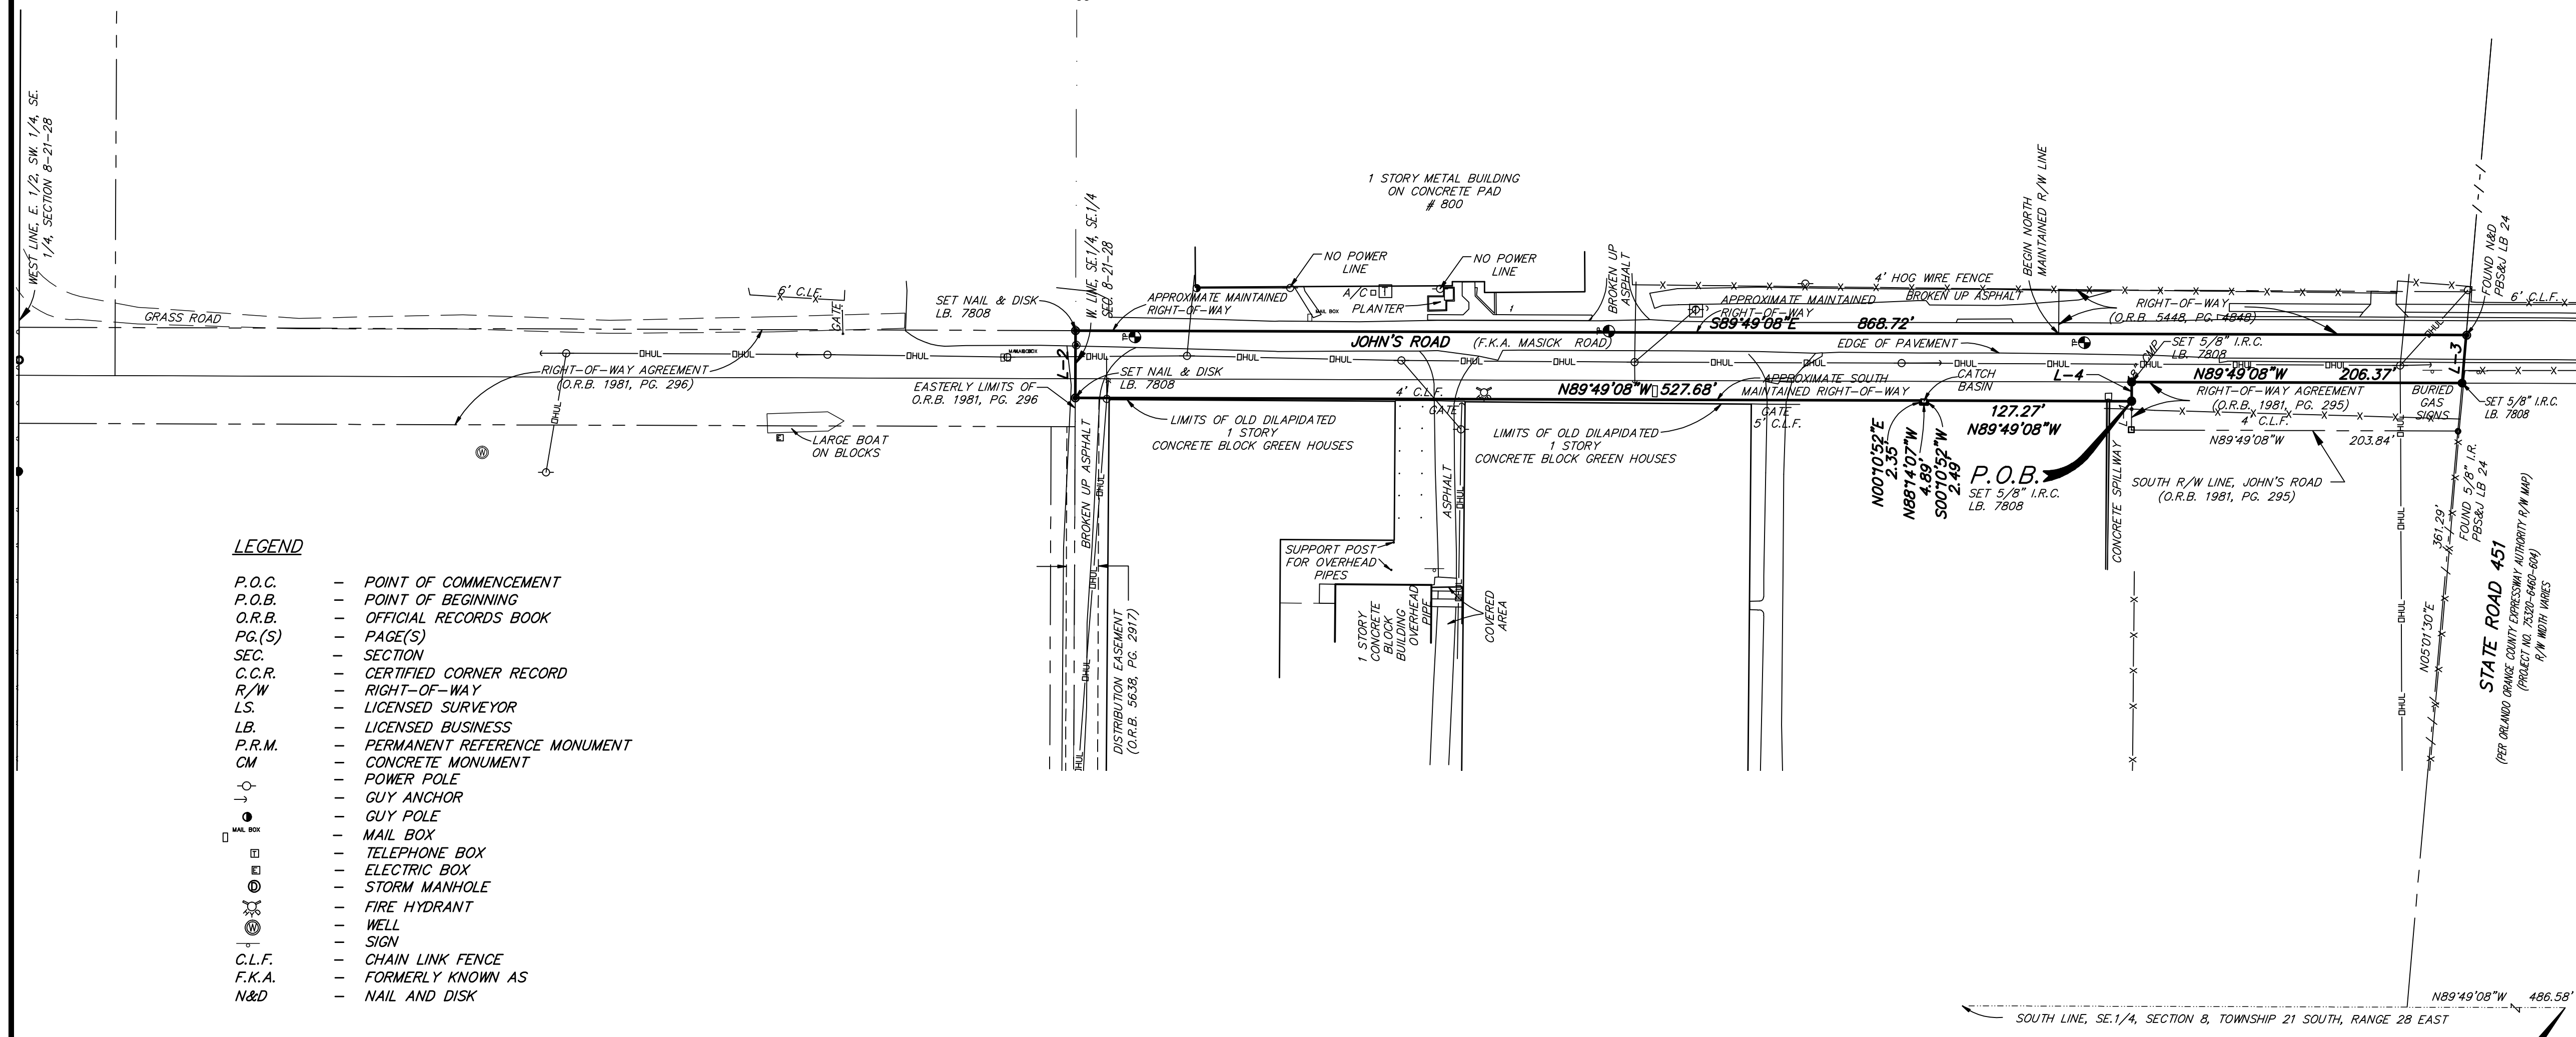 WEST LINE, E. 1/2, SW. 1/4, SE.
1/4, SECTION 8-21-28
GRASS ROAD
6' C.L.F.
GATE
SET NAIL & DISK
LB. 7808
W. LINE, SE.1/4, SE.1/4
SEC. 8-21-28
APPROXIMATE MAINTAINED
RIGHT-OF-WAY
1 STORY METAL BUILDING
ON CONCRETE PAD
# 800
NO POWER
LINE
NO POWER
LINE
A/C
T
PLANTER
MAIL BOX
1
BROKEN UP
ASPHALT
4' HOG WIRE FENCE
APPROXIMATE MAINTAINED
RIGHT-OF-WAY
BROKEN UP ASPHALT
BEGIN NORTH
MAINTAINED R/W LINE
RIGHT-OF-WAY
(O.R.B. 5448, PG. 4848)
FOUND N&D
PBS&J LB 24
6' C.L.F.
S89°49'08"E 868.72'
JOHN'S ROAD (F.K.A. MASICK ROAD)
EDGE OF PAVEMENT
CMP
SET 5/8" I.R.C.
LB. 7808
OHUL
RIGHT-OF-WAY AGREEMENT
(O.R.B. 1981, PG. 296)
L-2
EASTERLY LIMITS OF
O.R.B. 1981, PG. 296
SET NAIL & DISK
LB. 7808
4' C.L.F.
GATE
N89°49'08"W 527.68'
APPROXIMATE SOUTH
MAINTAINED RIGHT-OF-WAY
CATCH
BASIN
L-4
N89°49'08"W 206.37'
L-3
RIGHT-OF-WAY AGREEMENT
(O.R.B. 1981, PG. 295)
BURIED
GAS
SIGNS
SET 5/8" I.R.C.
LB. 7808
LARGE BOAT
ON BLOCKS
E
W
LIMITS OF OLD DILAPIDATED
1 STORY
CONCRETE BLOCK GREEN HOUSES
LIMITS OF OLD DILAPIDATED
1 STORY
CONCRETE BLOCK GREEN HOUSES
GATE
5' C.L.F.
127.27'
N89°49'08"W
N00°10'52"E
2.35'
N88°14'07"W
4.89'
S00°10'52"W
2.49'
P.O.B.
SET 5/8" I.R.C.
LB. 7808
4' C.L.F.
N89°49'08"W 203.84'
SOUTH R/W LINE, JOHN'S ROAD
(O.R.B. 1981, PG. 295)
CONCRETE SPILLWAY
361.29'
FOUND 5/8" I.R.
PBS&J LB 24
N05°01'30"E
STATE ROAD 451
(PER ORLANDO ORANGE COUNTY EXPRESSWAY AUTHORITY R/W MAP)
(PROJECT NO. 75320-6460-604)
R/W WIDTH VARIES
BROKEN UP ASPHALT
ASPHALT
DISTRIBUTION EASEMENT
(O.R.B. 5638, PG. 2917)
SUPPORT POST
FOR OVERHEAD
PIPES
1 STORY
CONCRETE
BLOCK
BUILDING
OVERHEAD
PIPE
COVERED
AREA
LEGEND
P.O.C. – POINT OF COMMENCEMENT
P.O.B. – POINT OF BEGINNING
O.R.B. – OFFICIAL RECORDS BOOK
PG.(S) – PAGE(S)
SEC. – SECTION
C.C.R. – CERTIFIED CORNER RECORD
R/W – RIGHT-OF-WAY
LS. – LICENSED SURVEYOR
LB. – LICENSED BUSINESS
P.R.M. – PERMANENT REFERENCE MONUMENT
CM – CONCRETE MONUMENT
– POWER POLE
– GUY ANCHOR
– GUY POLE
MAIL BOX – MAIL BOX
T – TELEPHONE BOX
E – ELECTRIC BOX
D – STORM MANHOLE
– FIRE HYDRANT
W – WELL
– SIGN
C.L.F. – CHAIN LINK FENCE
F.K.A. – FORMERLY KNOWN AS
N&D – NAIL AND DISK
N89°49'08"W 486.58'
SOUTH LINE, SE.1/4, SECTION 8, TOWNSHIP 21 SOUTH, RANGE 28 EAST